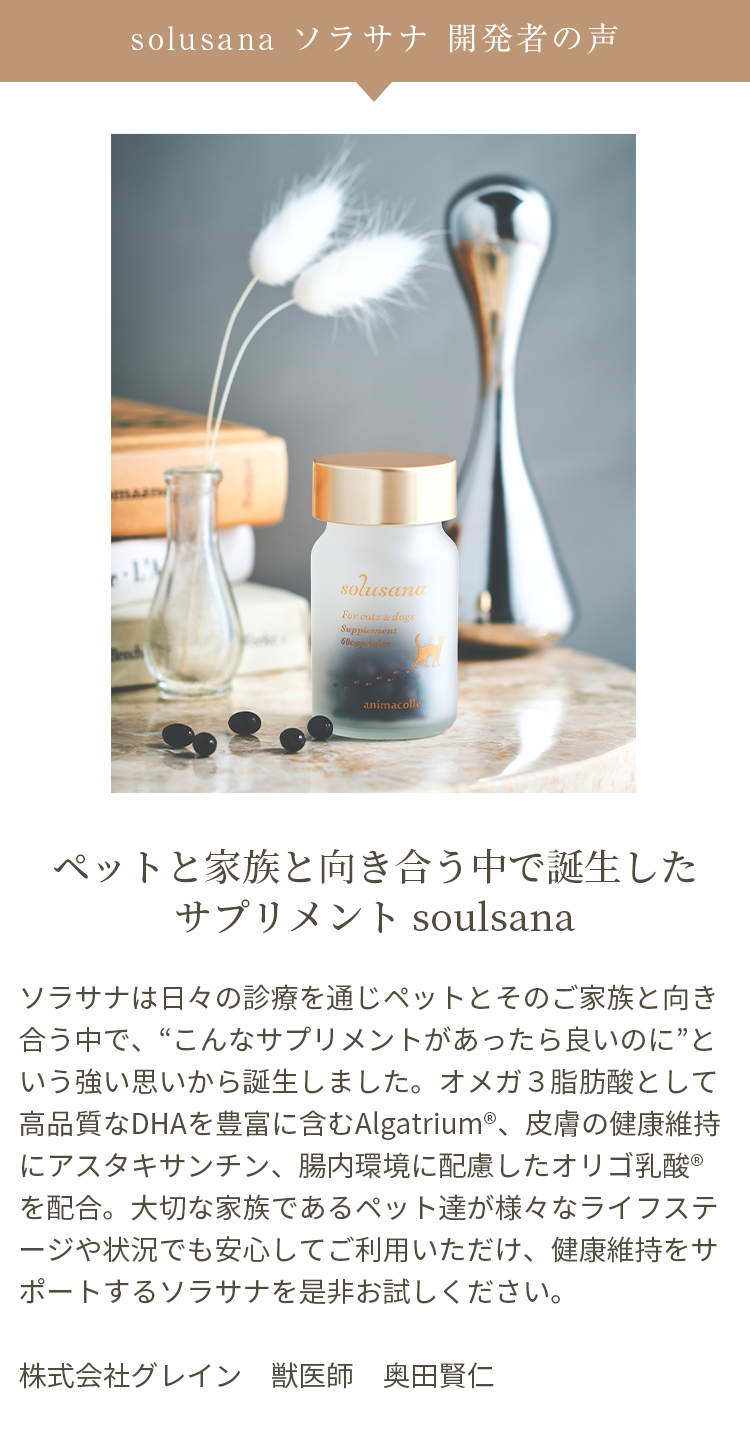 solusana ソラサナ 開発者の声
solusana
For cats & dogs
Supplement
animacolle
ペットと家族と向き合う中で誕生した
サプリメント soulsana
ソラサナは日々の診療を通じペットとそのご家族と向き
合う中で、“こんなサプリメントがあったら良いのに”と
いう強い思いから誕生しました。オメガ３脂肪酸として
高品質なDHAを豊富に含むAlgatrium®、皮膚の健康維持
にアスタキサンチン、腸内環境に配慮したオリゴ乳酸®
を配合。大切な家族であるペット達が様々なライフステ
ージや状況でも安心してご利用いただけ、健康維持をサ
ポートするソラサナを是非お試しください。
株式会社グレイン　獣医師　奥田賢仁